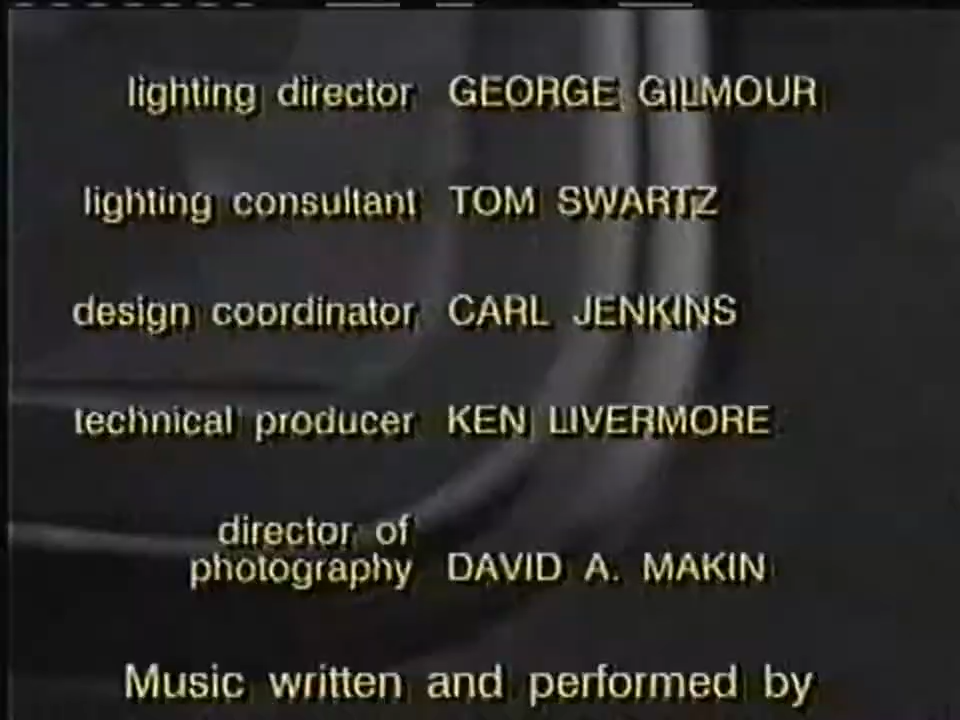 lighting director GEORGE GILMOUR
lighting consultant TOM SWARTZ
design coordinator CARL JENKINS
technical producer KEN LIVERMORE
director of
photography DAVID A. MAKIN
Music written and performed by